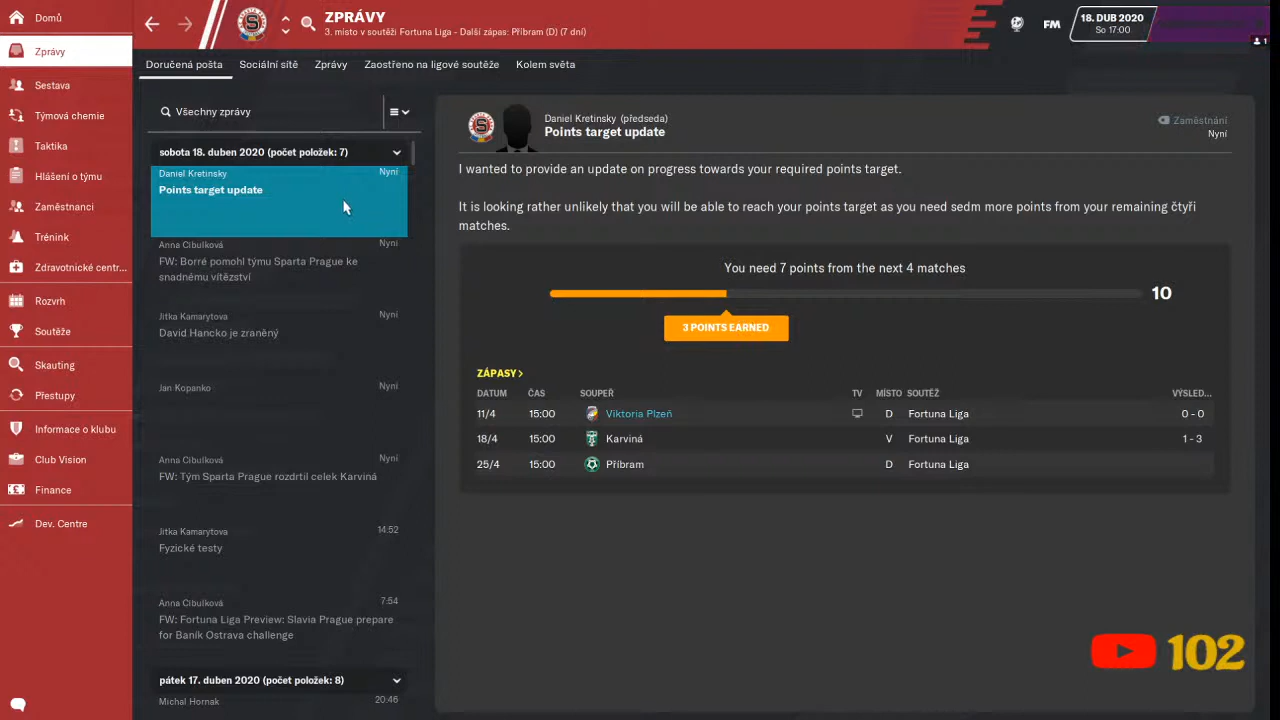 Domů
Zprávy
Sestava
Týmová chemie
Taktika
Hlášení o týmu
Zaměstnanci
Trénink
Zdravotnické centr...
Rozvrh
Soutěže
Skauting
Přestupy
Informace o klubu
Club Vision
Finance
Dev. Centre
ZPRÁVY
3. místo v soutěži Fortuna Liga - Další zápas: Příbram (D) (7 dní)
FM
18. DUB 2020
So 17:00
1
Doručená pošta
Sociální sítě
Zprávy
Zaostřeno na ligové soutěže
Kolem světa
Všechny zprávy
sobota 18. duben 2020 (počet položek: 7)
Daniel Kretinsky
Nyní
Points target update
Anna Cibulková
Nyní
FW: Borré pomohl týmu Sparta Prague ke
snadnému vítězství
Jitka Kamarytova
Nyní
David Hancko je zraněný
Jan Kopanko
Nyní
Anna Cibulková
Nyní
FW: Tým Sparta Prague rozdrtil celek Karviná
Jitka Kamarytova
14:52
Fyzické testy
Anna Cibulková
7:54
FW: Fortuna Liga Preview: Slavia Prague prepare
for Baník Ostrava challenge
pátek 17. duben 2020 (počet položek: 8)
Michal Hornak
20:46
Daniel Kretinsky (předseda)
Points target update
Zaměstnání
Nyní
I wanted to provide an update on progress towards your required points target.
It is looking rather unlikely that you will be able to reach your points target as you need sedm more points from your remaining čtyři
matches.
You need 7 points from the next 4 matches
10
3 POINTS EARNED
ZÁPASY>
DATUM ČAS SOUPEŘ TV MÍSTO SOUTĚŽ VÝSLED...
11/4 15:00 Viktoria Plzeň D Fortuna Liga 0 - 0
18/4 15:00 Karviná V Fortuna Liga 1 - 3
25/4 15:00 Příbram D Fortuna Liga
102